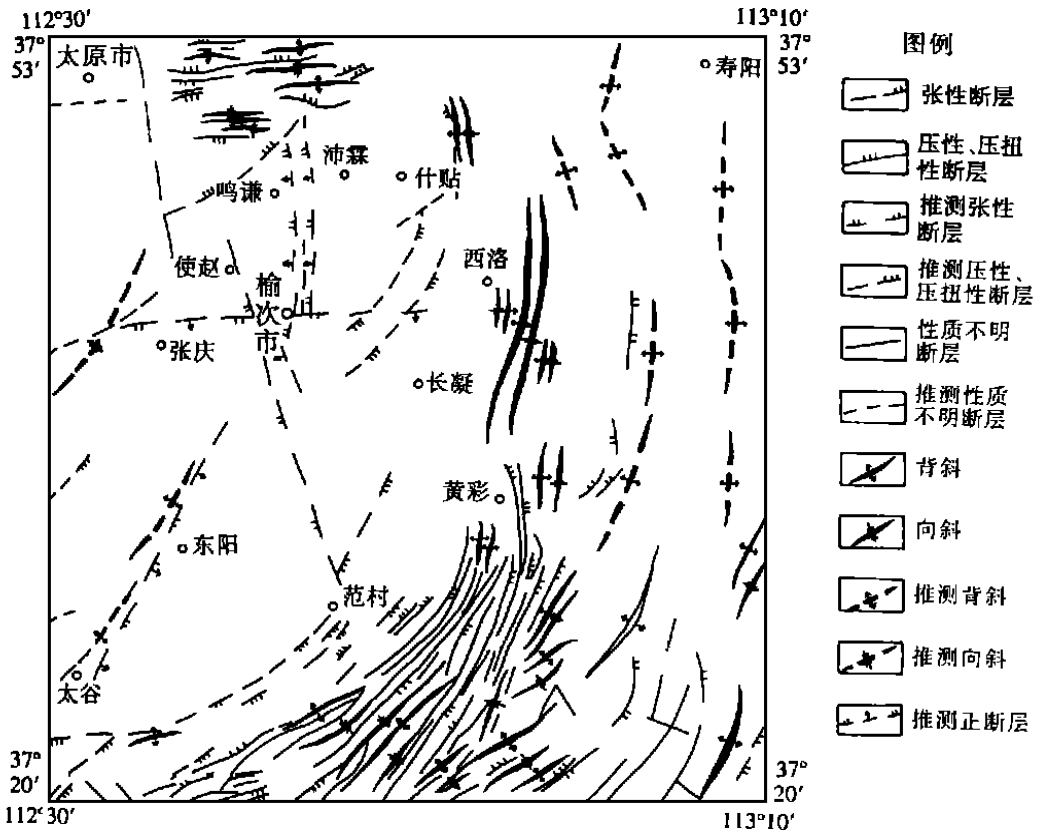 112°30′
113°10′
37°
53′
37°
53′
太原市
寿阳
沛霖
什贴
鸣谦
使赵
西洛
榆
次
市
张庆
长凝
黄彩
东阳
范村
太谷
37°
20′
37°
20′
112°30′
113°10′
图例
张性断层
压性、压扭
性断层
推测张性
断层
推测压性、
压扭性断层
性质不明
断层
推测性质
不明断层
背斜
向斜
推测背斜
推测向斜
推测正断层